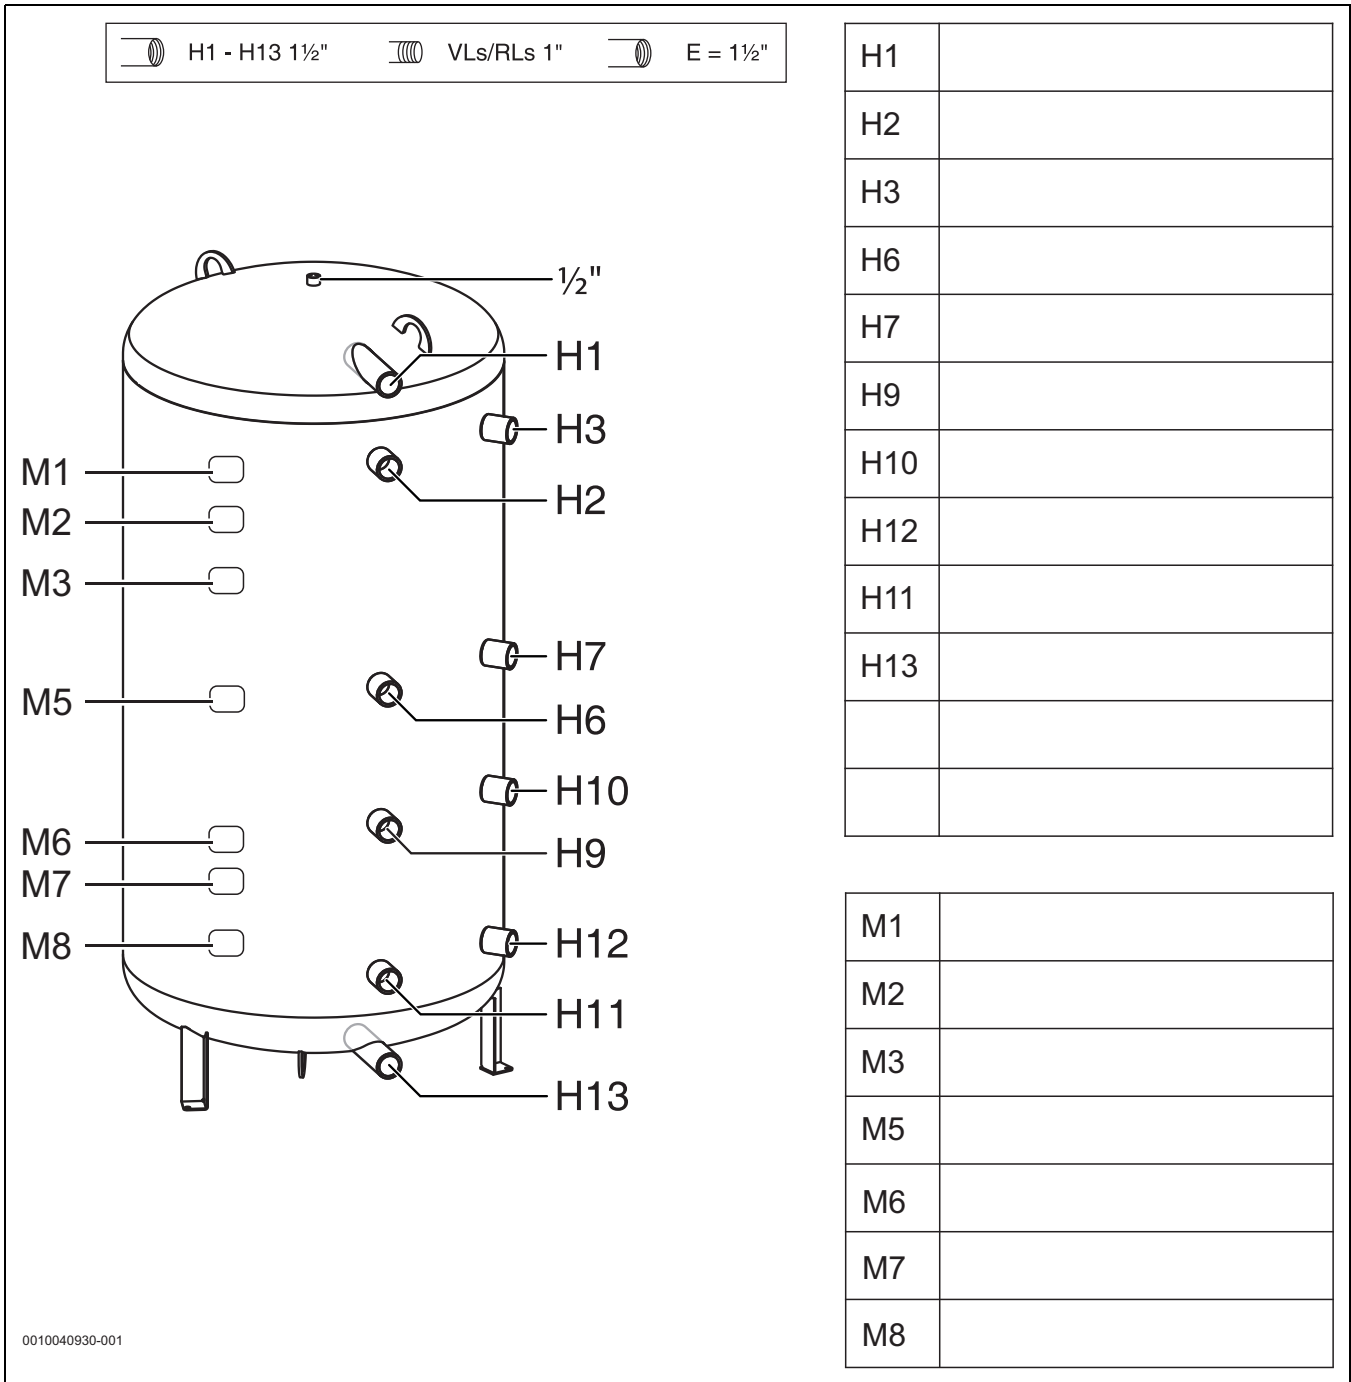 H1 - H13 1½" VLs/RLs 1" E = 1½"
½"
H1
H3
H2
H7
H6
H10
H9
H12
H11
H13
M1
M2
M3
M5
M6
M7
M8
H1
H2
H3
H6
H7
H9
H10
H12
H11
H13
M1
M2
M3
M5
M6
M7
M8
0010040930-001